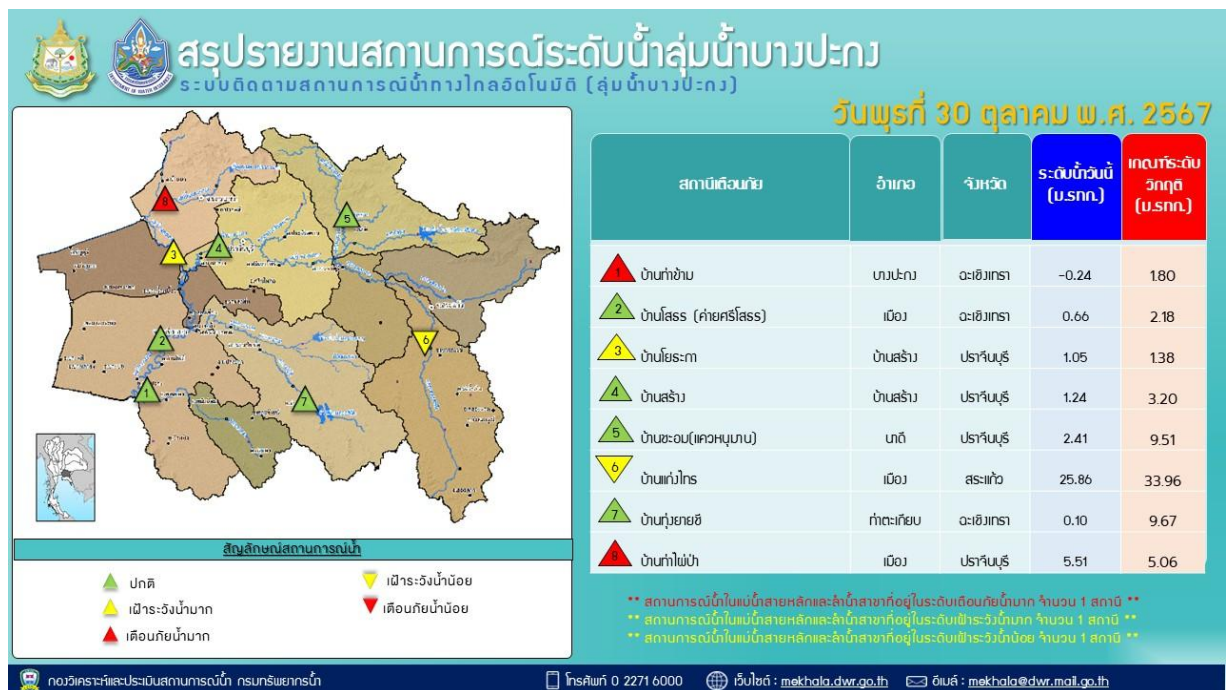 สรุปรายงานสถานการณ์ระดับน้ำลุ่มน้ำบางปะกง
ระบบติดตามสถานการณ์น้ำทางไกลอัตโนมัติ (ลุ่มน้ำบางปะกง)
วันพุธที่ 30 ตุลาคม พ.ศ. 2567
8
5
4
3
6
2
1
7
สัญลักษณ์สถานการณ์น้ำ
ปกติ
เฝ้าระวังน้ำมาก
เตือนภัยน้ำมาก
เฝ้าระวังน้ำน้อย
เตือนภัยน้ำน้อย
สถานีเตือนภัย อำเภอ จังหวัด ระดับน้ำวันนี้ (ม.รทก.) เกณฑ์ระดับวิกฤติ (ม.รทก.)
1 บ้านท่าข้าม บางปะกง ฉะเชิงเทรา -0.24 1.80
2 บ้านโสธร (ค่ายศรีโสธร) เมือง ฉะเชิงเทรา 0.66 2.18
3 บ้านโยธะกา บ้านสร้าง ปราจีนบุรี 1.05 1.38
4 บ้านสร้าง บ้านสร้าง ปราจีนบุรี 1.24 3.20
5 บ้านขะอม(แควหนุมาน) นาดี ปราจีนบุรี 2.41 9.51
6 บ้านแก่งไทร เมือง สระแก้ว 25.86 33.96
7 บ้านทุ่งยายชี ท่าตะเกียบ ฉะเชิงเทรา 0.10 9.67
8 บ้านท่าไผ่ป่า เมือง ปราจีนบุรี 5.51 5.06
** สถานการณ์น้ำในแม่น้ำสายหลักและลำน้ำสาขาที่อยู่ในระดับเตือนภัยน้ำมาก จำนวน 1 สถานี **
** สถานการณ์น้ำในแม่น้ำสายหลักและลำน้ำสาขาที่อยู่ในระดับเฝ้าระวังน้ำมาก จำนวน 1 สถานี **
** สถานการณ์น้ำในแม่น้ำสายหลักและลำน้ำสาขาที่อยู่ในระดับเฝ้าระวังน้ำน้อย จำนวน 1 สถานี **
กองวิเคราะห์และประเมินสถานการณ์น้ำ กรมทรัพยากรน้ำ โทรศัพท์ 0 2271 6000 เว็บไซต์ : mekhala.dwr.go.th อีเมล์ : mekhala@dwr.mail.go.th